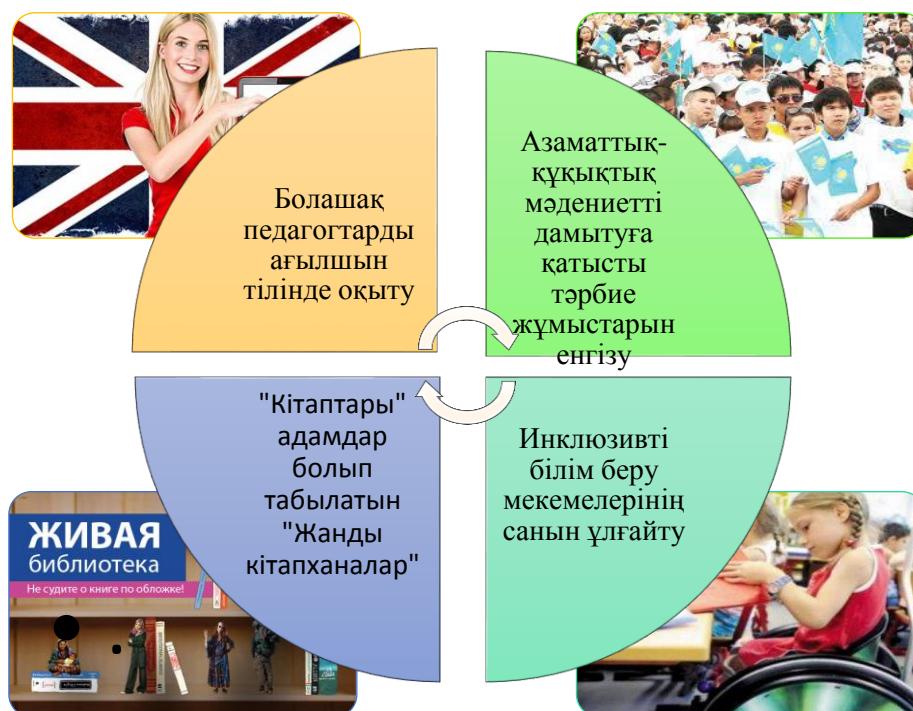 Болашақ
педагогтарды
ағылшын
тілінде оқыту
Азаматтық-
құқықтық
мәдениетті
дамытуға
қатысты
тәрбие
жұмыстарын
енгізу
"Кітаптары"
адамдар
болып
табылатын
"Жанды
кітапханалар"
Инклюзивті
білім беру
мекемелерінің
санын ұлғайту
ЖИВАЯ
библиотека
Не судите о книге по обложке!